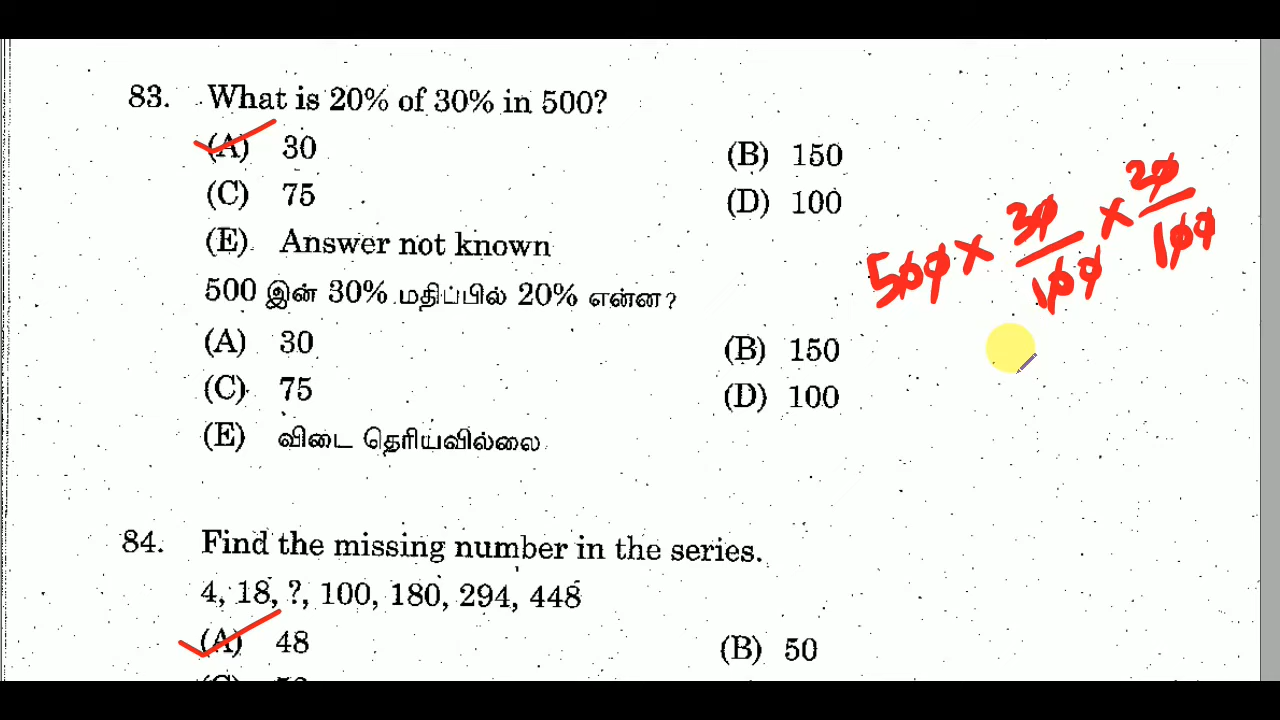 83. What is 20% of 30% in 500?
(A) 30
(B) 150
(C) 75
(D) 100
(E) Answer not known
500 × 30/100 × 20/100
500 இன் 30% மதிப்பில் 20% என்ன?
(A) 30
(B) 150
(C) 75
(D) 100
(E) விடை தெரியவில்லை
84. Find the missing number in the series.
4, 18, ?, 100, 180, 294, 448
(A) 48
(B) 50